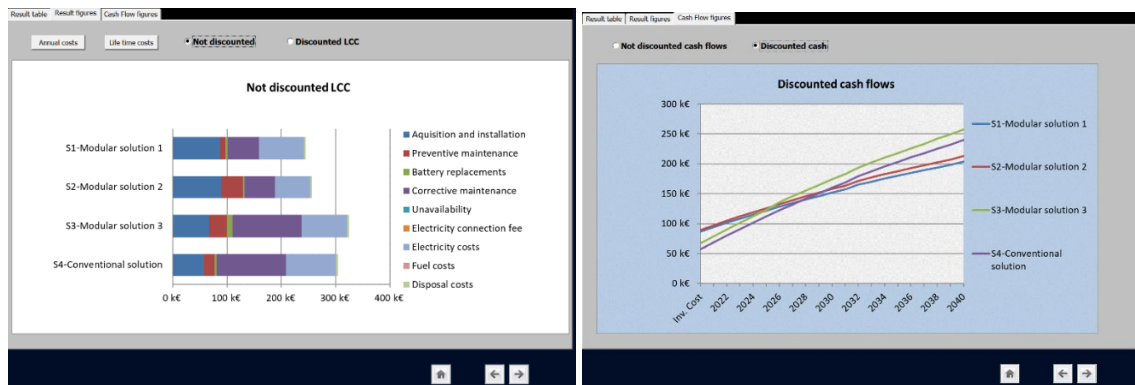 Result table Result figures Cash Flow figures
Annual costs Life time costs Not discounted Discounted LCC
Not discounted LCC
S1-Modular solution 1
S2-Modular solution 2
S3-Modular solution 3
S4-Conventional solution
0 k€ 100 k€ 200 k€ 300 k€ 400 k€
Aquisition and installation
Preventive maintenance
Battery replacements
Corrective maintenance
Unavailability
Electricity connection fee
Electricity costs
Fuel costs
Disposal costs
Result table Result figures Cash Flow figures
Not discounted cash flows Discounted cash
Discounted cash flows
300 k€
250 k€
200 k€
150 k€
100 k€
50 k€
0 k€
Inv. Cost 2022 2024 2026 2028 2030 2032 2034 2036 2038 2040
S1-Modular solution 1
S2-Modular solution 2
S3-Modular solution 3
S4-Conventional
solution